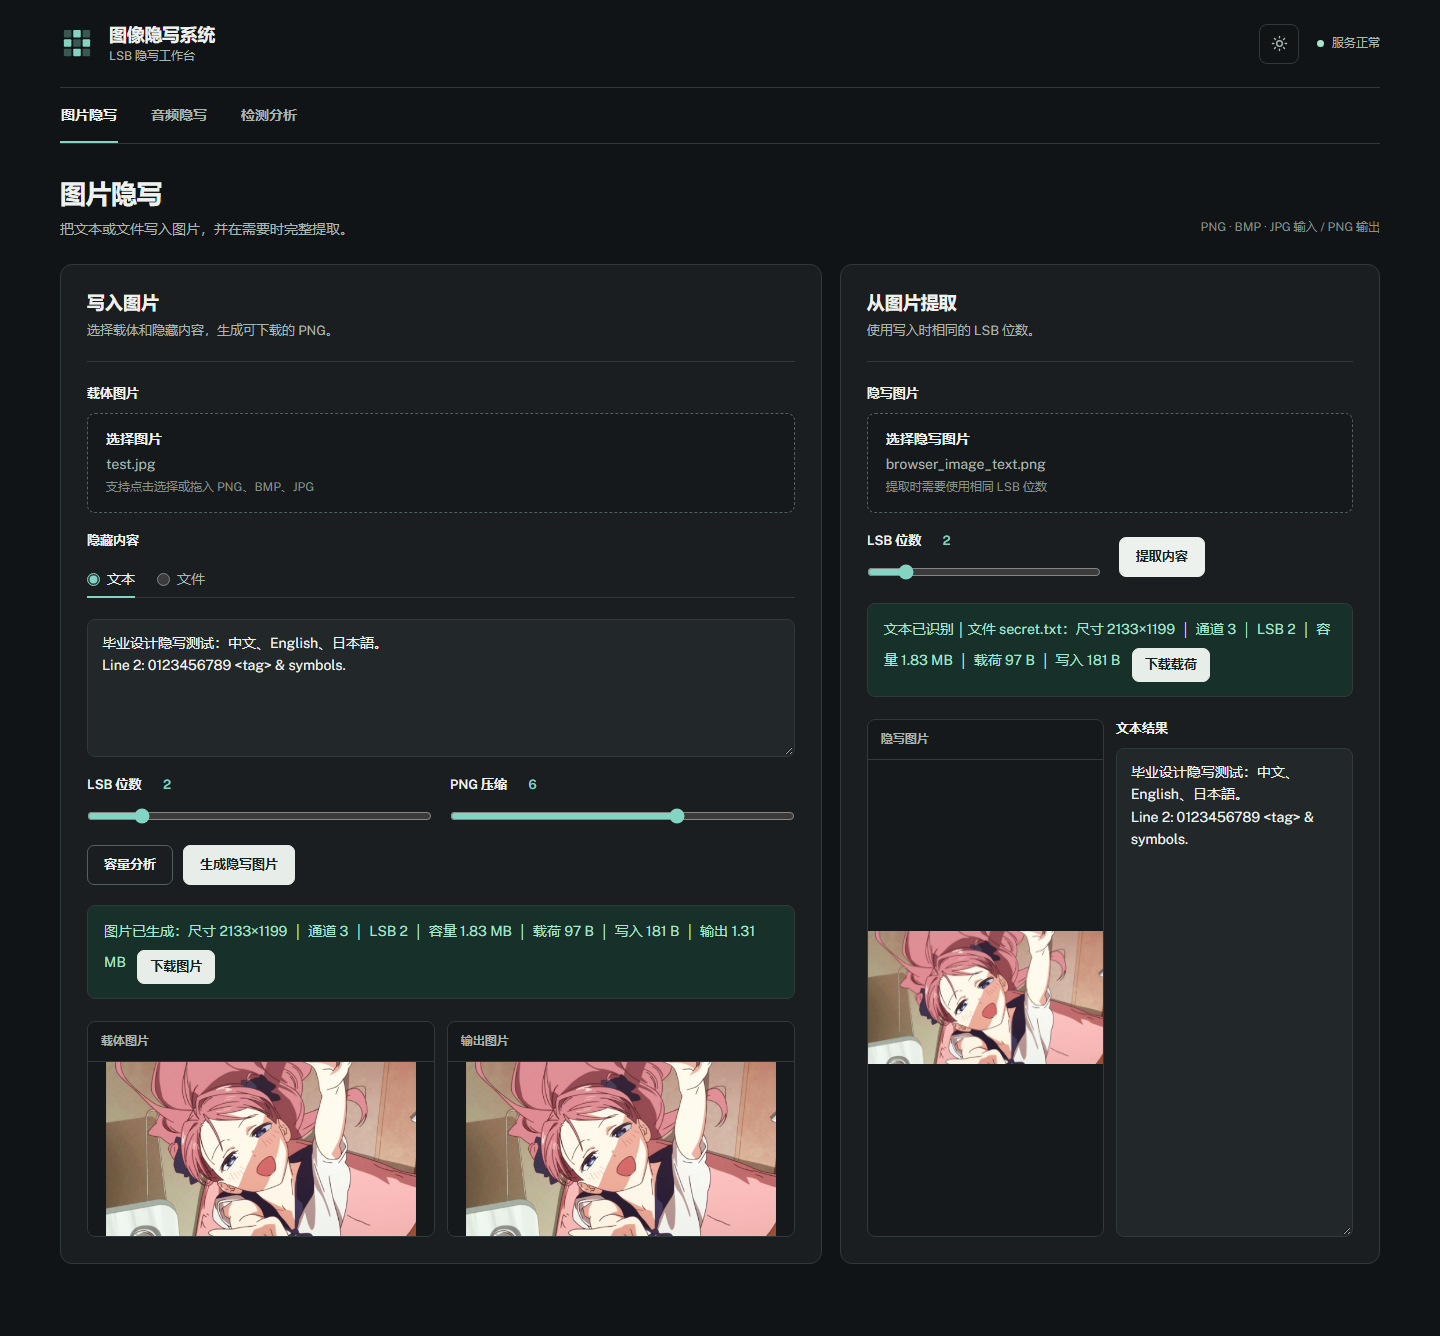 图像隐写系统
LSB 隐写工作台
服务正常
图片隐写
音频隐写
检测分析
图片隐写
把文本或文件写入图片，并在需要时完整提取。
PNG · BMP · JPG 输入 / PNG 输出
写入图片
选择载体和隐藏内容，生成可下载的 PNG。
载体图片
选择图片
test.jpg
支持点击选择或拖入 PNG、BMP、JPG
隐藏内容
文本
文件
毕业设计隐写测试：中文、English、日本語。
Line 2: 0123456789 <tag> & symbols.
LSB 位数 2
PNG 压缩 6
容量分析
生成隐写图片
图片已生成：尺寸 2133×1199 | 通道 3 | LSB 2 | 容量 1.83 MB | 载荷 97 B | 写入 181 B | 输出 1.31
MB
下载图片
载体图片
输出图片
从图片提取
使用写入时相同的 LSB 位数。
隐写图片
选择隐写图片
browser_image_text.png
提取时需要使用相同 LSB 位数
LSB 位数 2
提取内容
文本已识别 | 文件 secret.txt：尺寸 2133×1199 | 通道 3 | LSB 2 | 容
量 1.83 MB | 载荷 97 B | 写入 181 B
下载载荷
隐写图片
文本结果
毕业设计隐写测试：中文、
English、日本語。
Line 2: 0123456789 <tag> &
symbols.